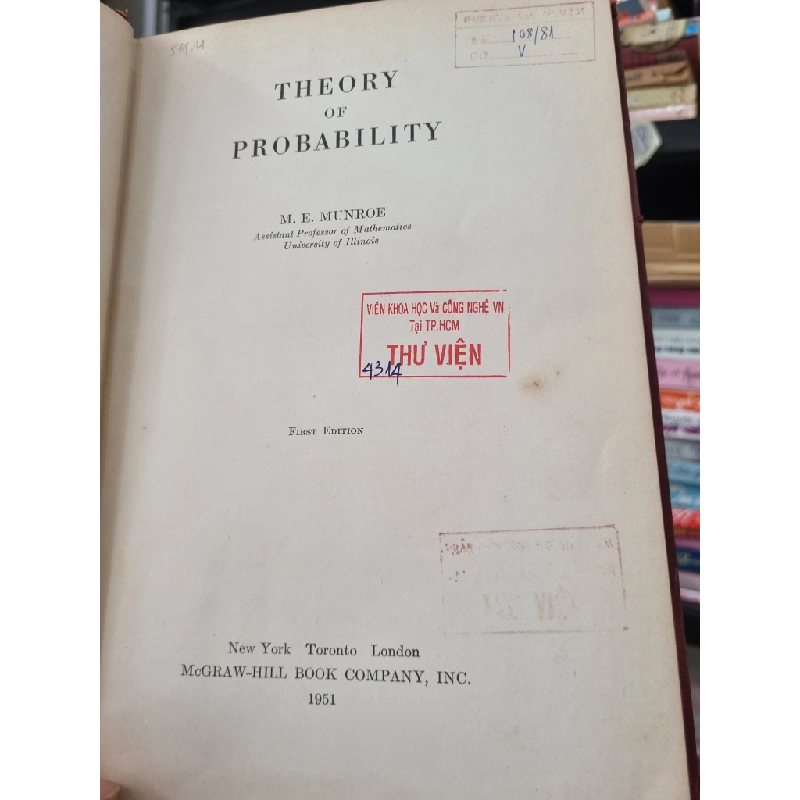 108/81
V
THEORY
OF
PROBABILITY
M. E. MUNROE
Assistant Professor of Mathematics
University of Illinois
VIỆN KHOA HỌC Và CÔNG NGHỆ VN
Tại TP.HCM
THƯ VIỆN
4314
FIRST EDITION
New York Toronto London
McGRAW-HILL BOOK COMPANY, INC.
1951